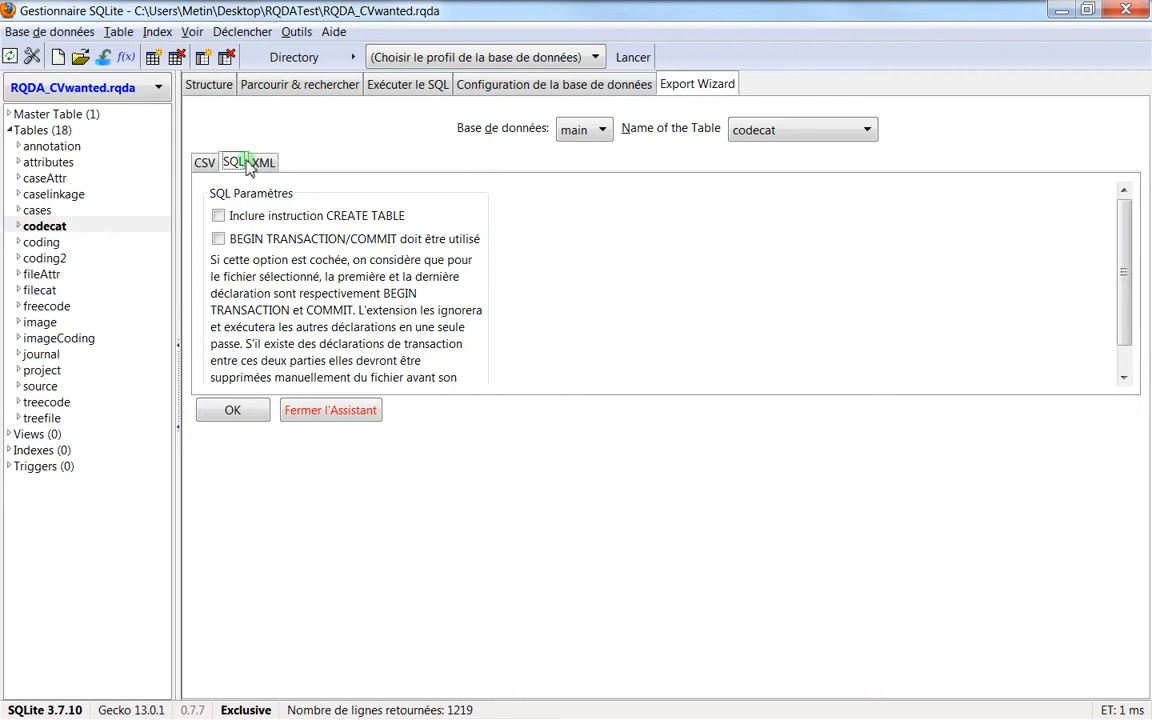 Gestionnaire SQLite - C:\Users\Metin\Desktop\RQDATest\RQDA_CVwanted.rqda
Base de données Table Index Voir Déclencher Outils Aide
f(x) Directory (Choisir le profil de la base de données) Lancer
RQDA_CVwanted.rqda
Structure Parcourir & rechercher Exécuter le SQL Configuration de la base de données Export Wizard
Master Table (1)
Tables (18)
annotation
attributes
caseAttr
caselinkage
cases
codecat
coding
coding2
fileAttr
filecat
freecode
image
imageCoding
journal
project
source
treecode
treefile
Views (0)
Indexes (0)
Triggers (0)
Base de données: main Name of the Table codecat
CSV SQL XML
SQL Paramètres
Inclure instruction CREATE TABLE
BEGIN TRANSACTION/COMMIT doit être utilisé
Si cette option est cochée, on considère que pour
le fichier sélectionné, la première et la dernière
déclaration sont respectivement BEGIN
TRANSACTION et COMMIT. L'extension les ignorera
et exécutera les autres déclarations en une seule
passe. S'il existe des déclarations de transaction
entre ces deux parties elles devront être
supprimées manuellement du fichier avant son
OK Fermer l'Assistant
SQLite 3.7.10 Gecko 13.0.1 0.7.7 Exclusive Nombre de lignes retournées: 1219 ET: 1 ms